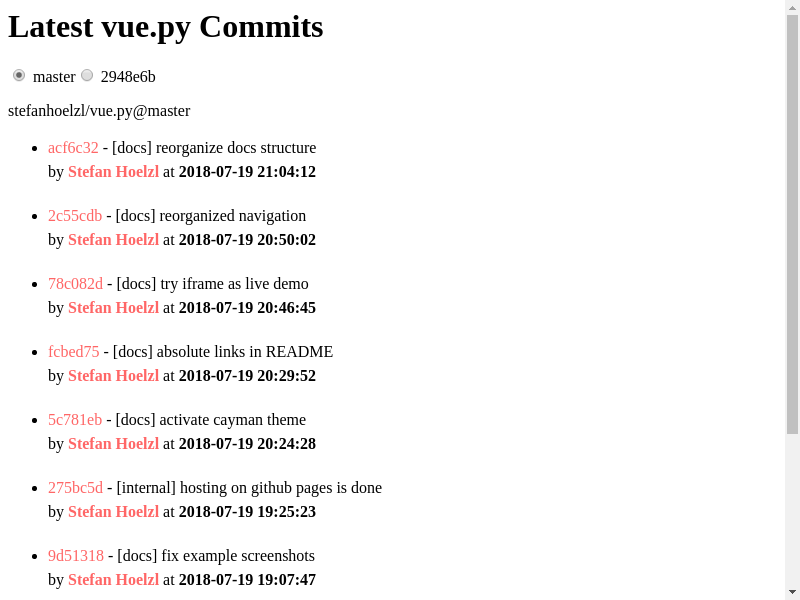 Latest vue.py Commits
master 2948e6b
stefanhoelzl/vue.py@master
acf6c32 - [docs] reorganize docs structure
by Stefan Hoelzl at 2018-07-19 21:04:12
2c55cdb - [docs] reorganized navigation
by Stefan Hoelzl at 2018-07-19 20:50:02
78c082d - [docs] try iframe as live demo
by Stefan Hoelzl at 2018-07-19 20:46:45
fcbed75 - [docs] absolute links in README
by Stefan Hoelzl at 2018-07-19 20:29:52
5c781eb - [docs] activate cayman theme
by Stefan Hoelzl at 2018-07-19 20:24:28
275bc5d - [internal] hosting on github pages is done
by Stefan Hoelzl at 2018-07-19 19:25:23
9d51318 - [docs] fix example screenshots
by Stefan Hoelzl at 2018-07-19 19:07:47